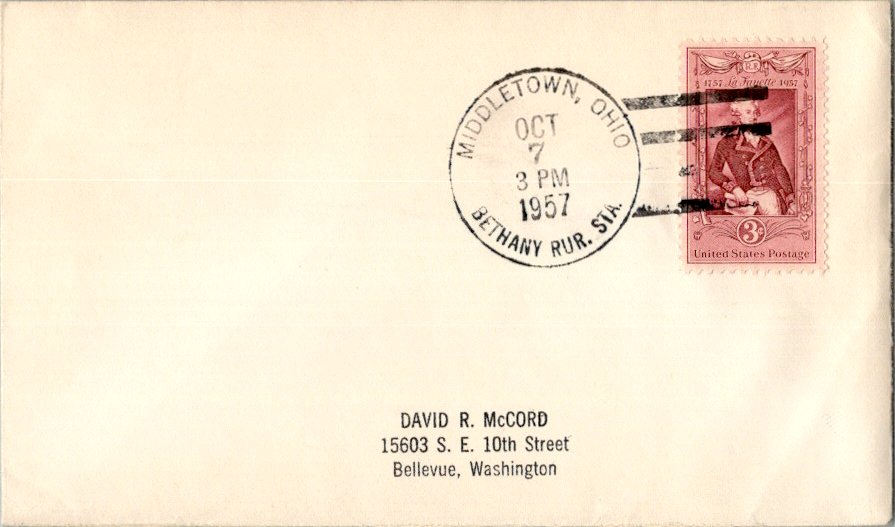 MIDDLETOWN, OHIO
OCT
7
3 PM
1957
BETHANY RUR. STA.
R.F.
1757 La Fayette 1957
3¢
United States Postage
DAVID R. McCORD
15603 S. E. 10th Street
Bellevue, Washington